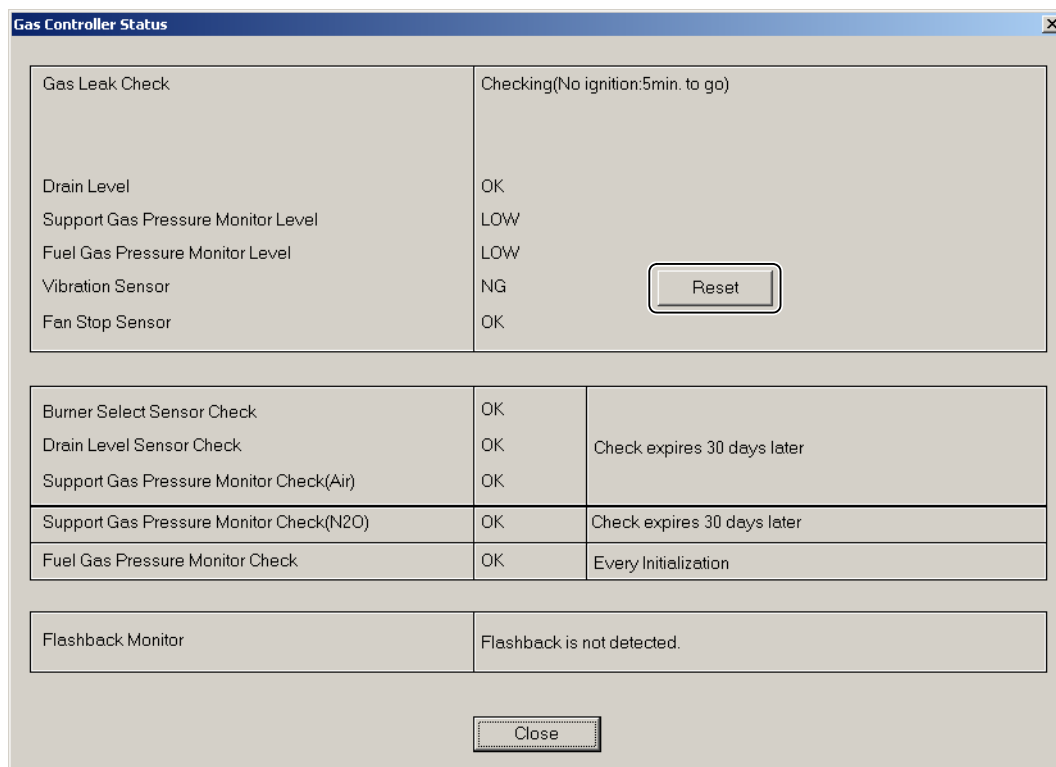 Gas Controller Status
Gas Leak Check Checking(No ignition:5min. to go)
Drain Level OK
Support Gas Pressure Monitor Level LOW
Fuel Gas Pressure Monitor Level LOW
Vibration Sensor NG Reset
Fan Stop Sensor OK
Burner Select Sensor Check OK
Drain Level Sensor Check OK Check expires 30 days later
Support Gas Pressure Monitor Check(Air) OK
Support Gas Pressure Monitor Check(N2O) OK Check expires 30 days later
Fuel Gas Pressure Monitor Check OK Every Initialization
Flashback Monitor Flashback is not detected.
Close